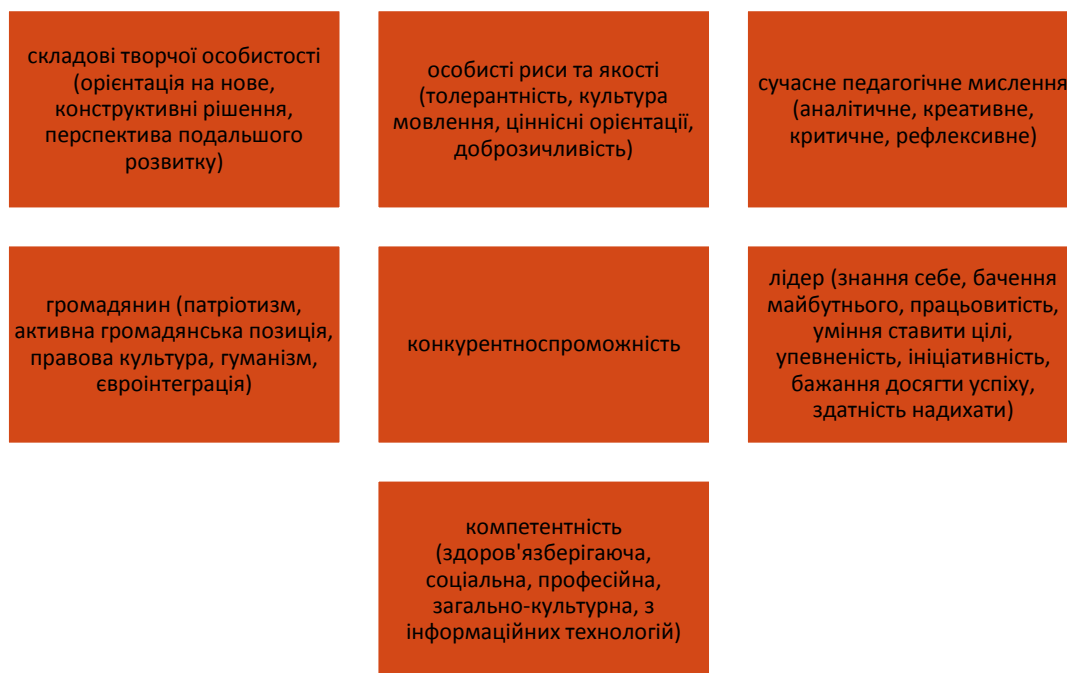 складові творчої особистості
(орієнтація на нове,
конструктивні рішення,
перспектива подальшого
розвитку)
особисті риси та якості
(толерантність, культура
мовлення, ціннісні орієнтації,
доброзичливість)
сучасне педагогічне мислення
(аналітичне, креативне,
критичне, рефлексивне)
громадянин (патріотизм,
активна громадянська позиція,
правова культура, гуманізм,
євроінтеграція)
конкурентноспроможність
лідер (знання себе, бачення
майбутнього, працьовитість,
уміння ставити цілі,
упевненість, ініціативність,
бажання досягти успіху,
здатність надихати)
компетентність
(здоров'язберігаюча,
соціальна, професійна,
загально-культурна, з
інформаційних технологій)